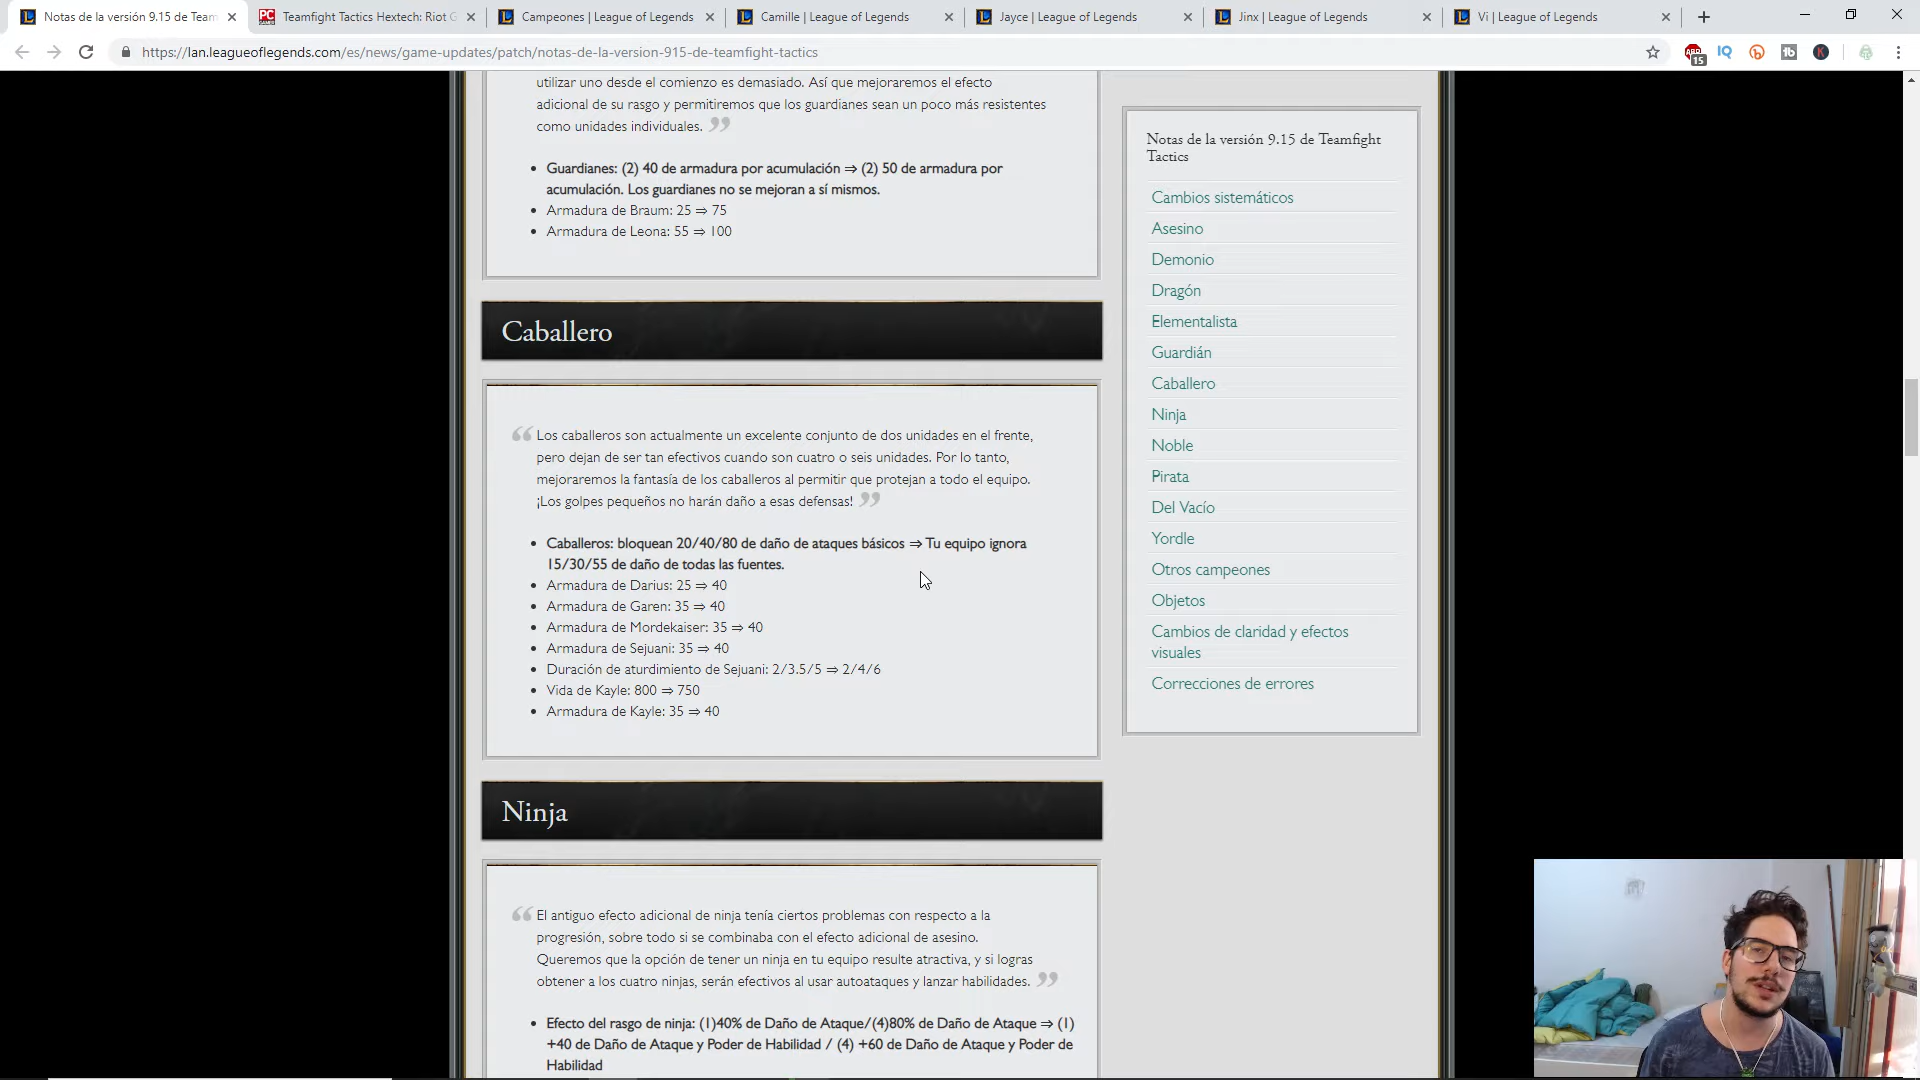 Notas de la versión 9.15 de Team
Teamfight Tactics Hextech: Riot G
Campeones | League of Legends
Camille | League of Legends
Jayce | League of Legends
Jinx | League of Legends
Vi | League of Legends
https://lan.leagueoflegends.com/es/news/game-updates/patch/notas-de-la-version-915-de-teamfight-tactics
utilizar uno desde el comienzo es demasiado. Así que mejoraremos el efecto
adicional de su rasgo y permitiremos que los guardianes sean un poco más resistentes
como unidades individuales. ”
• Guardianes: (2) 40 de armadura por acumulación ⇒ (2) 50 de armadura por
acumulación. Los guardianes no se mejoran a sí mismos.
• Armadura de Braum: 25 ⇒ 75
• Armadura de Leona: 55 ⇒ 100
Caballero
“ Los caballeros son actualmente un excelente conjunto de dos unidades en el frente,
pero dejan de ser tan efectivos cuando son cuatro o seis unidades. Por lo tanto,
mejoraremos la fantasía de los caballeros al permitir que protejan a todo el equipo.
¡Los golpes pequeños no harán daño a esas defensas! ”
• Caballeros: bloquean 20/40/80 de daño de ataques básicos ⇒ Tu equipo ignora
15/30/55 de daño de todas las fuentes.
• Armadura de Darius: 25 ⇒ 40
• Armadura de Garen: 35 ⇒ 40
• Armadura de Mordekaiser: 35 ⇒ 40
• Armadura de Sejuani: 35 ⇒ 40
• Duración de aturdimiento de Sejuani: 2/3.5/5 ⇒ 2/4/6
• Vida de Kayle: 800 ⇒ 750
• Armadura de Kayle: 35 ⇒ 40
Ninja
“ El antiguo efecto adicional de ninja tenía ciertos problemas con respecto a la
progresión, sobre todo si se combinaba con el efecto adicional de asesino.
Queremos que la opción de tener un ninja en tu equipo resulte atractiva, y si logras
obtener a los cuatro ninjas, serán efectivos al usar autoataques y lanzar habilidades. ”
• Efecto del rasgo de ninja: (1)40% de Daño de Ataque/(4)80% de Daño de Ataque ⇒ (1)
+40 de Daño de Ataque y Poder de Habilidad / (4) +60 de Daño de Ataque y Poder de
Habilidad
Notas de la versión 9.15 de Teamfight
Tactics
Cambios sistemáticos
Asesino
Demonio
Dragón
Elementalista
Guardián
Caballero
Ninja
Noble
Pirata
Del Vacío
Yordle
Otros campeones
Objetos
Cambios de claridad y efectos
visuales
Correcciones de errores